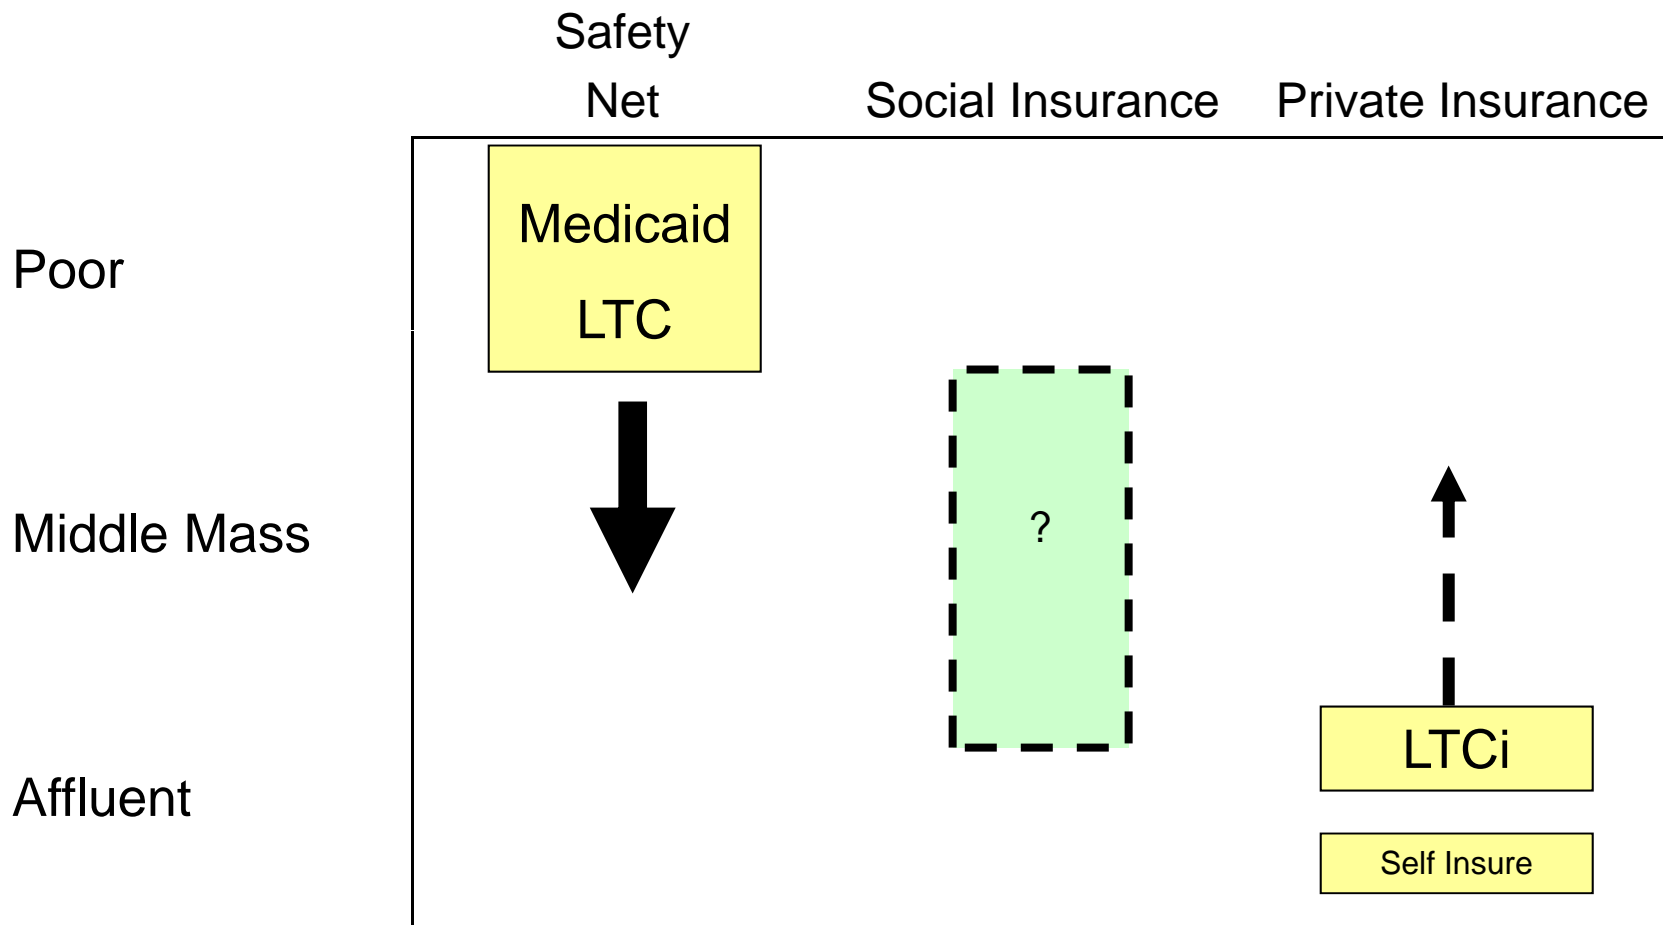 Safety
Net
Social Insurance
Private Insurance
Poor
Medicaid
LTC
Middle Mass
?
Affluent
LTCi
Self Insure